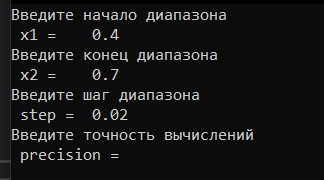 Введите начало диапазона
x1 = 0.4
Введите конец диапазона
x2 = 0.7
Введите шаг диапазона
step = 0.02
Введите точность вычислений
precision =